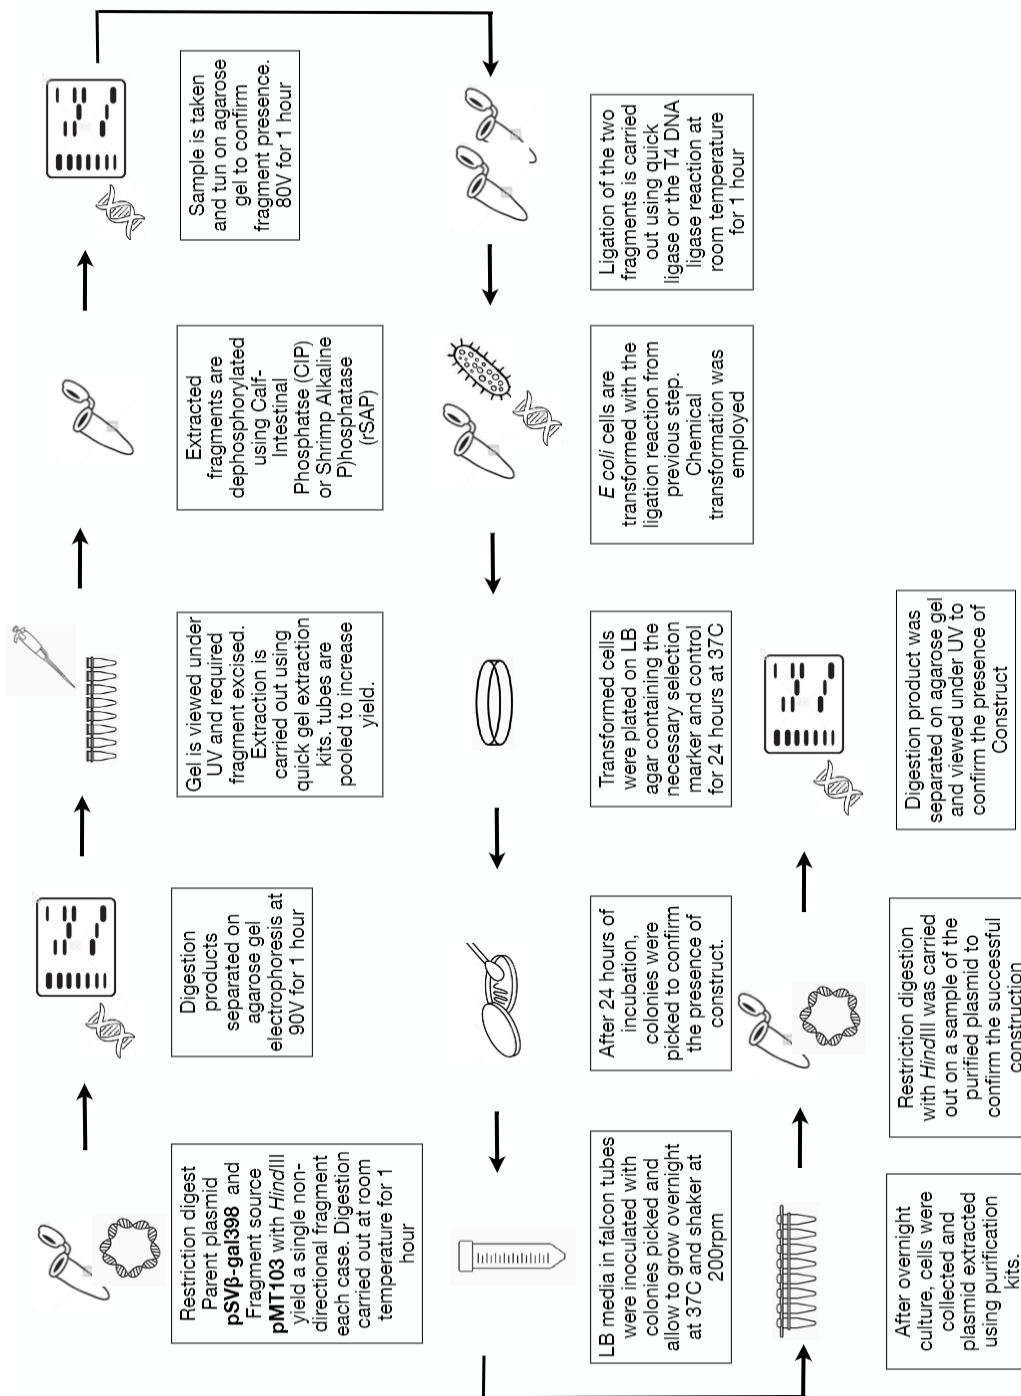 Restriction digest
Parent plasmid
pSVβ-gal398 and
Fragment source
pMT103 with HindIII
yield a single non-
directional fragment
each case. Digestion
carried out at room
temperature for 1
hour
Digestion
products
separated on
agarose gel
electrophoresis at
90V for 1 hour
Gel is viewed under
UV and required
fragment excised.
Extraction is
carried out using
quick gel extraction
kits. tubes are
pooled to increase
yield.
Extracted
fragments are
dephosphorylated
using Calf-
Intestinal
Phosphatse (CIP)
or Shrimp Alkaline
P)hosphatase
(rSAP)
Sample is taken
and tun on agarose
gel to confirm
fragment presence.
80V for 1 hour
Ligation of the two
fragments is carried
out using quick
ligase or the T4 DNA
ligase reaction at
room temperature
for 1 hour
E coli cells are
transformed with the
ligation reaction from
previous step.
Chemical
transformation was
employed
Transformed cells
were plated on LB
agar containing the
necessary selection
marker and control
for 24 hours at 37C
After 24 hours of
incubation,
colonies were
picked to confirm
the presence of
construct.
LB media in falcon tubes
were inoculated with
colonies picked and
allow to grow overnight
at 37C and shaker at
200rpm
After overnight
culture, cells were
collected and
plasmid extracted
using purification
kits.
Restriction digestion
with HindIII was carried
out on a sample of the
purified plasmid to
confirm the successful
construction
Digestion product was
separated on agarose gel
and viewed under UV to
confirm the presence of
Construct